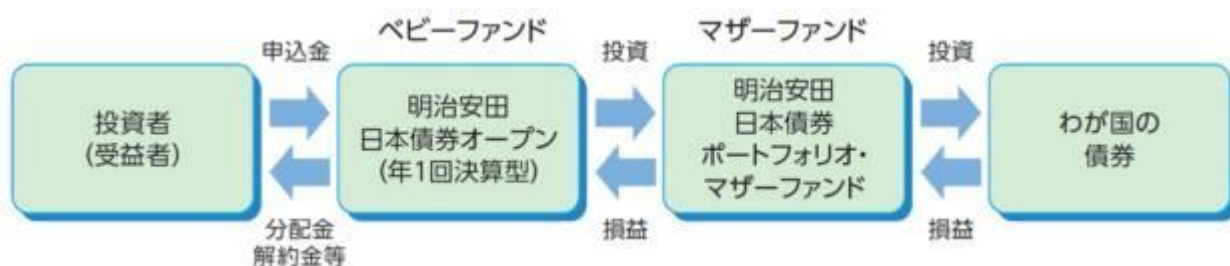 ベビーファンド
マザーファンド
申込金
投資
投資
投資者
(受益者)
明治安田
日本債券オープン
(年1回決算型)
明治安田
日本債券
ポートフォリオ・
マザーファンド
わが国の
債券
分配金
解約金等
損益
損益